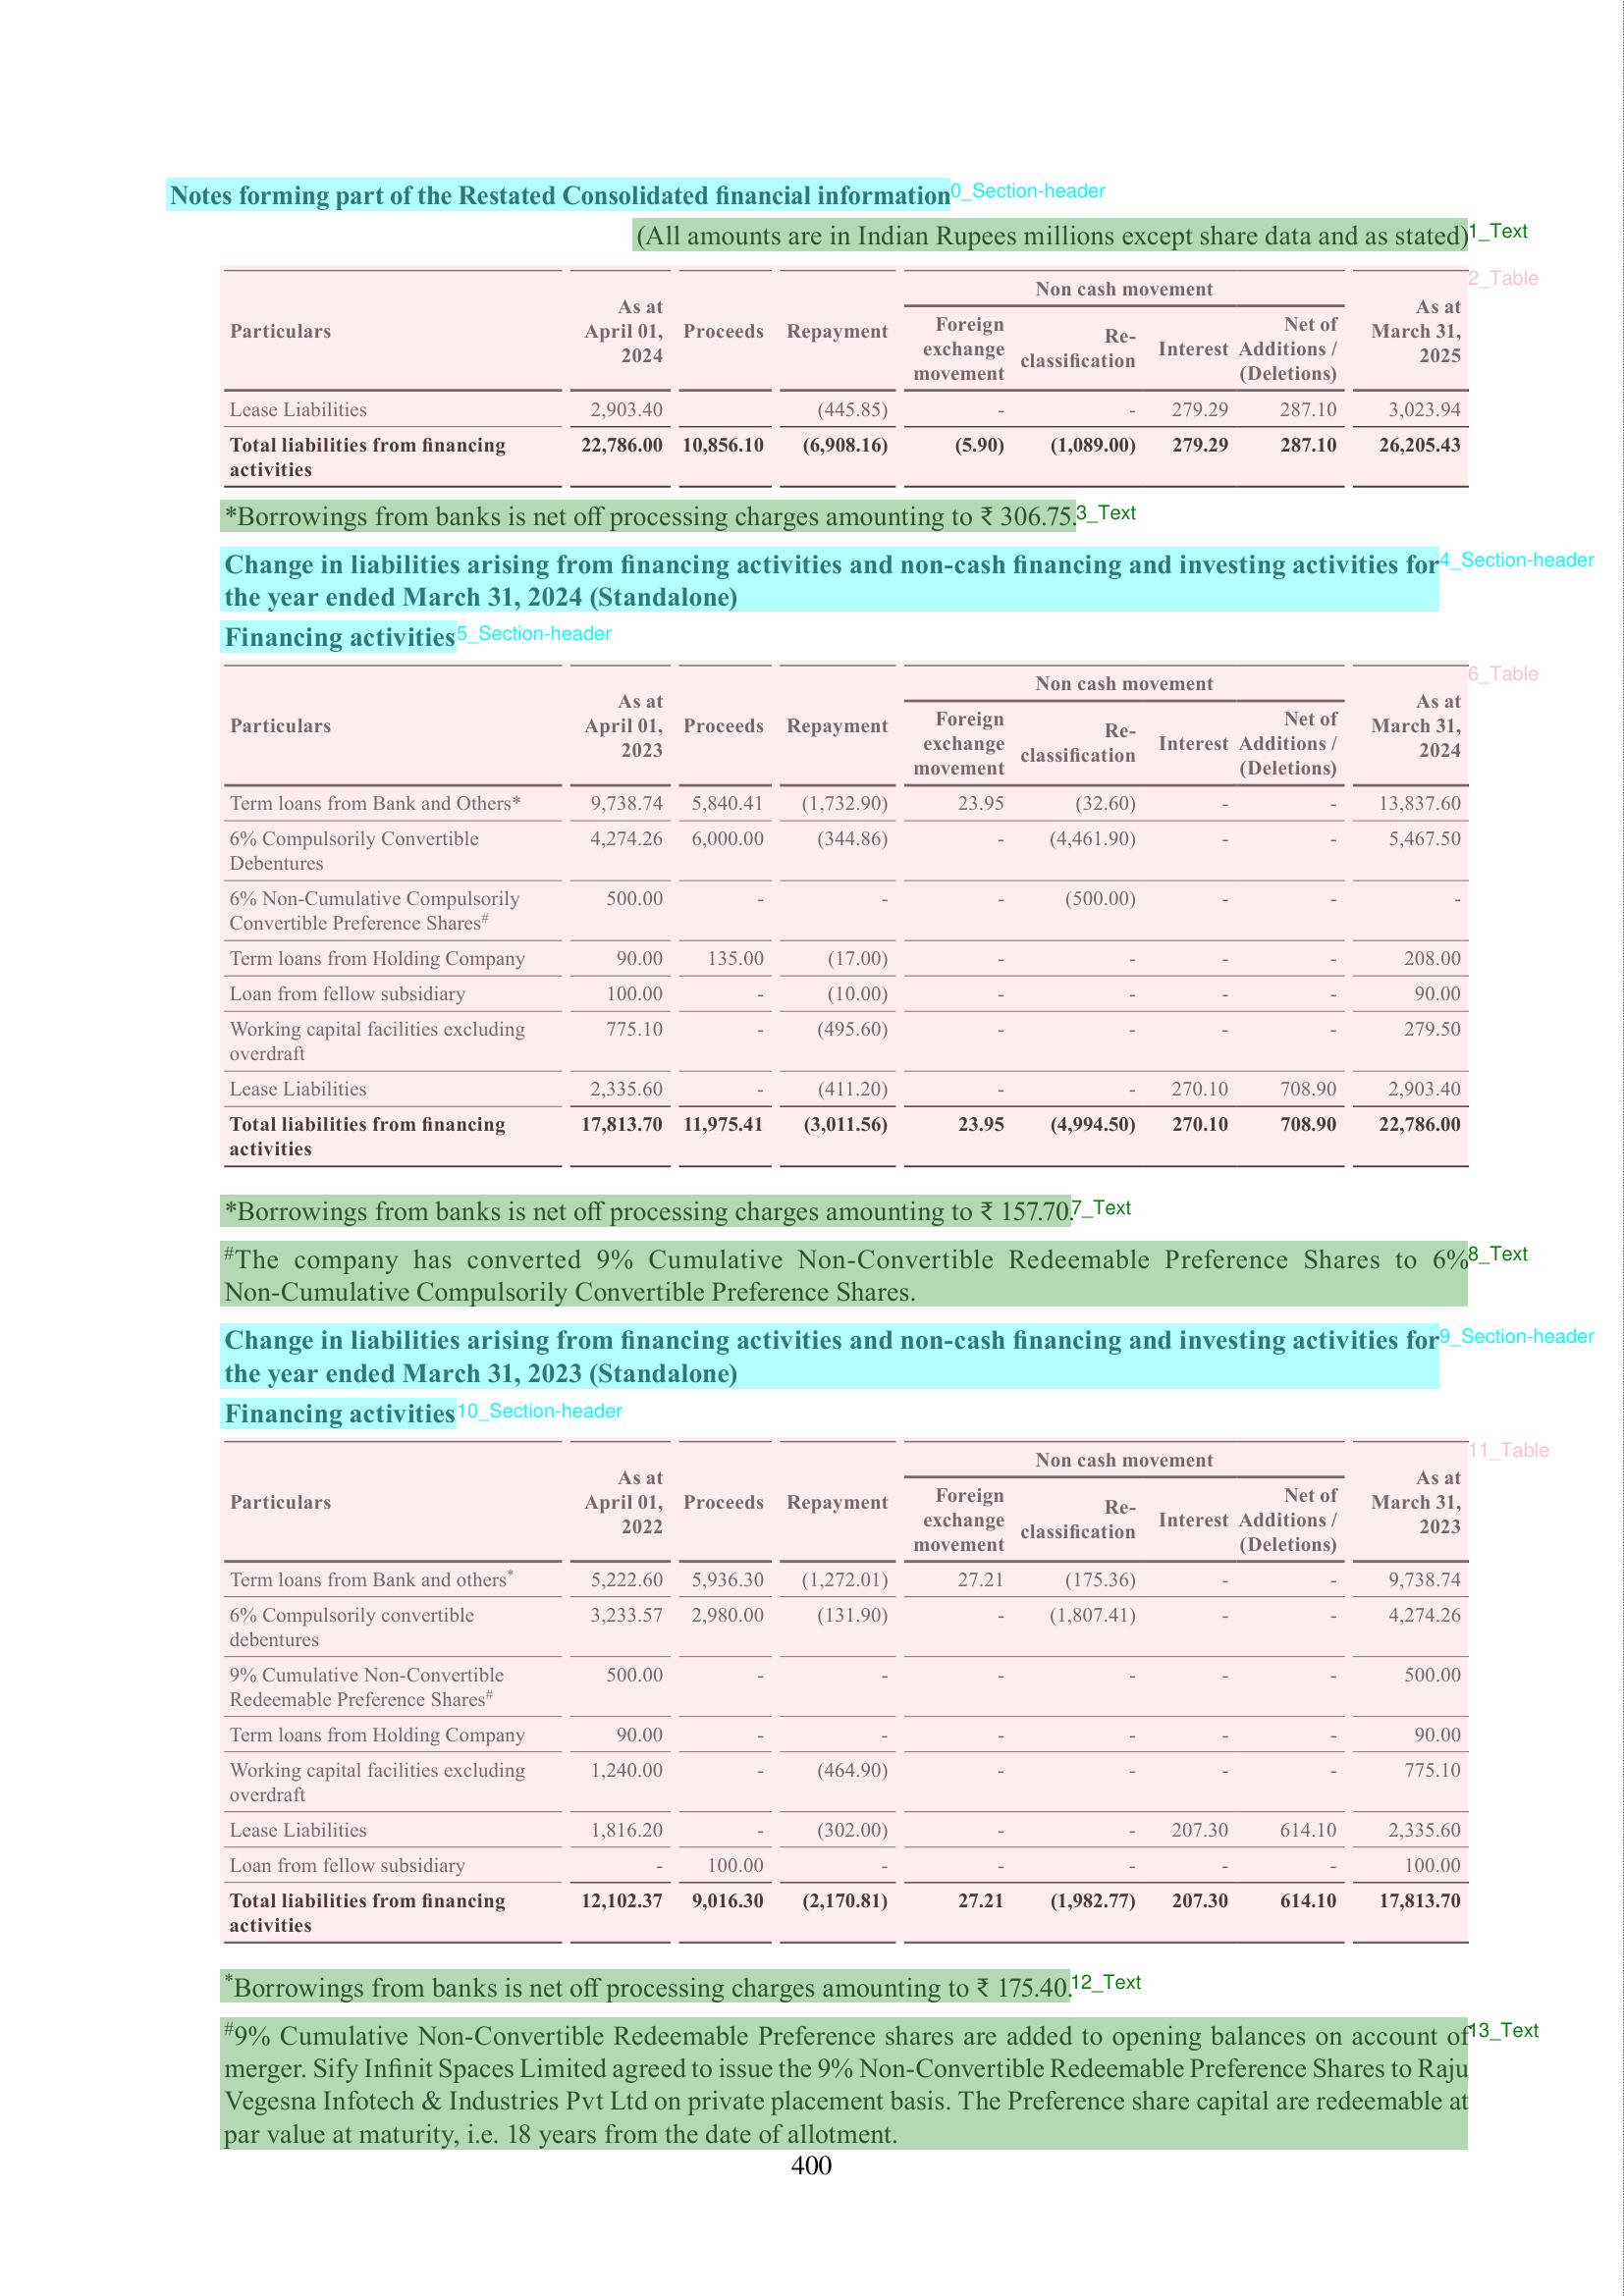 Notes forming part of the Restated Consolidated financial information 0_Section-header
(All amounts are in Indian Rupees millions except share data and as stated) 1_Text
2_Table
Particulars As at April 01, 2024 Proceeds Repayment Non cash movement Foreign exchange movement Re-classification Interest Net of Additions / (Deletions) As at March 31, 2025
Lease Liabilities 2,903.40 (445.85) - - 279.29 287.10 3,023.94
Total liabilities from financing 22,786.00 10,856.10 (6,908.16) (5.90) (1,089.00) 279.29 287.10 26,205.43
activities
*Borrowings from banks is net off processing charges amounting to ₹ 306.75. 3_Text
Change in liabilities arising from financing activities and non-cash financing and investing activities for 4_Section-header
the year ended March 31, 2024 (Standalone)
Financing activities 5_Section-header
6_Table
Particulars As at April 01, 2023 Proceeds Repayment Non cash movement Foreign exchange movement Re-classification Interest Net of Additions / (Deletions) As at March 31, 2024
Term loans from Bank and Others* 9,738.74 5,840.41 (1,732.90) 23.95 (32.60) - - 13,837.60
6% Compulsorily Convertible 4,274.26 6,000.00 (344.86) - (4,461.90) - - 5,467.50
Debentures
6% Non-Cumulative Compulsorily 500.00 - - - (500.00) - - -
Convertible Preference Shares#
Term loans from Holding Company 90.00 135.00 (17.00) - - - - 208.00
Loan from fellow subsidiary 100.00 - (10.00) - - - - 90.00
Working capital facilities excluding 775.10 - (495.60) - - - - 279.50
overdraft
Lease Liabilities 2,335.60 - (411.20) - - 270.10 708.90 2,903.40
Total liabilities from financing 17,813.70 11,975.41 (3,011.56) 23.95 (4,994.50) 270.10 708.90 22,786.00
activities
*Borrowings from banks is net off processing charges amounting to ₹ 157.70. 7_Text
#The company has converted 9% Cumulative Non-Convertible Redeemable Preference Shares to 6% 8_Text
Non-Cumulative Compulsorily Convertible Preference Shares.
Change in liabilities arising from financing activities and non-cash financing and investing activities for 9_Section-header
the year ended March 31, 2023 (Standalone)
Financing activities 10_Section-header
11_Table
Particulars As at April 01, 2022 Proceeds Repayment Non cash movement Foreign exchange movement Re-classification Interest Net of Additions / (Deletions) As at March 31, 2023
Term loans from Bank and others* 5,222.60 5,936.30 (1,272.01) 27.21 (175.36) - - 9,738.74
6% Compulsorily convertible 3,233.57 2,980.00 (131.90) - (1,807.41) - - 4,274.26
debentures
9% Cumulative Non-Convertible 500.00 - - - - - - 500.00
Redeemable Preference Shares#
Term loans from Holding Company 90.00 - - - - - - 90.00
Working capital facilities excluding 1,240.00 - (464.90) - - - - 775.10
overdraft
Lease Liabilities 1,816.20 - (302.00) - - 207.30 614.10 2,335.60
Loan from fellow subsidiary - 100.00 - - - - - 100.00
Total liabilities from financing 12,102.37 9,016.30 (2,170.81) 27.21 (1,982.77) 207.30 614.10 17,813.70
activities
*Borrowings from banks is net off processing charges amounting to ₹ 175.40. 12_Text
#9% Cumulative Non-Convertible Redeemable Preference shares are added to opening balances on account of 13_Text
merger. Sify Infinit Spaces Limited agreed to issue the 9% Non-Convertible Redeemable Preference Shares to Raju
Vegesna Infotech & Industries Pvt Ltd on private placement basis. The Preference share capital are redeemable at
par value at maturity, i.e. 18 years from the date of allotment.
400